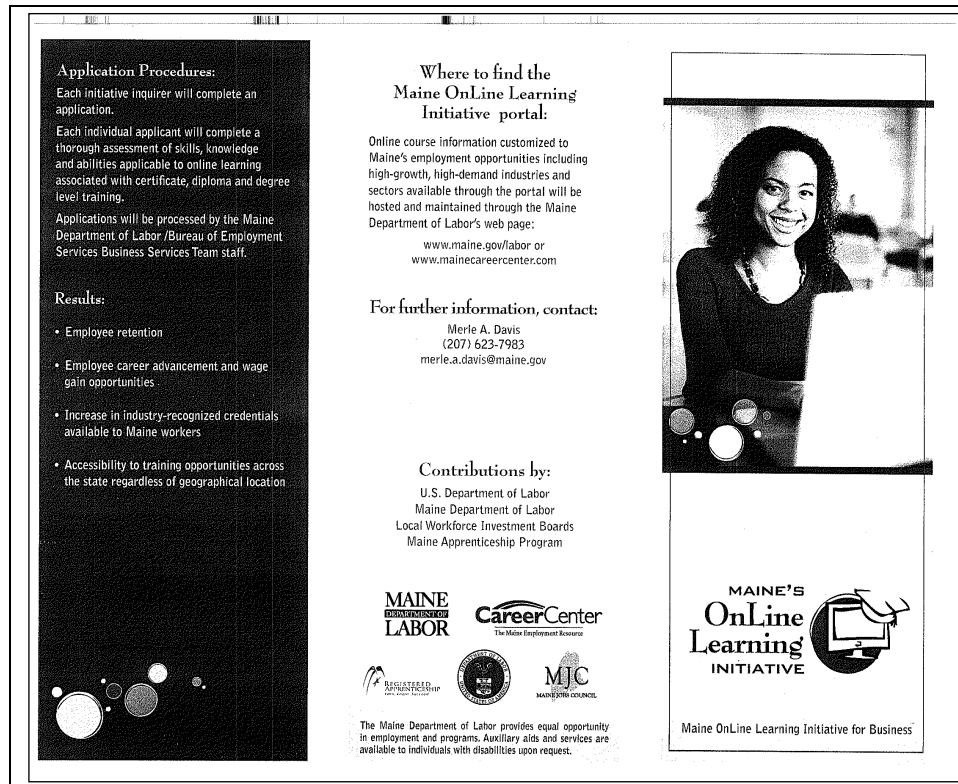 Application Procedures:
Each initiative inquirer will complete an
application.
Each individual applicant will complete a
thorough assessment of skills, knowledge
and abilities applicable to online learning
associated with certificate, diploma and degree
level training.
Applications will be processed by the Maine
Department of Labor /Bureau of Employment
Services Business Services Team staff.
Results:
• Employee retention
• Employee career advancement and wage
gain opportunities
• Increase in industry-recognized credentials
available to Maine workers
• Accessibility to training opportunities across
the state regardless of geographical location
Where to find the
Maine OnLine Learning
Initiative portal:
Online course information customized to
Maine's employment opportunities including
high-growth, high-demand industries and
sectors available through the portal will be
hosted and maintained through the Maine
Department of Labor's web page:
www.maine.gov/labor or
www.mainecareercenter.com
For further information, contact:
Merle A. Davis
(207) 623-7983
merle.a.davis@maine.gov
Contributions by:
U.S. Department of Labor
Maine Department of Labor
Local Workforce Investment Boards
Maine Apprenticeship Program
MAINE
DEPARTMENT OF
LABOR
CareerCenter
The Maine Employment Resource
REGISTERED
APPRENTICESHIP
DEPARTMENT OF LABOR
UNITED STATES OF AMERICA
MJC
MAINE JOBS COUNCIL
The Maine Department of Labor provides equal opportunity
in employment and programs. Auxiliary aids and services are
available to individuals with disabilities upon request.
MAINE'S
OnLine
Learning
INITIATIVE
Maine OnLine Learning Initiative for Business